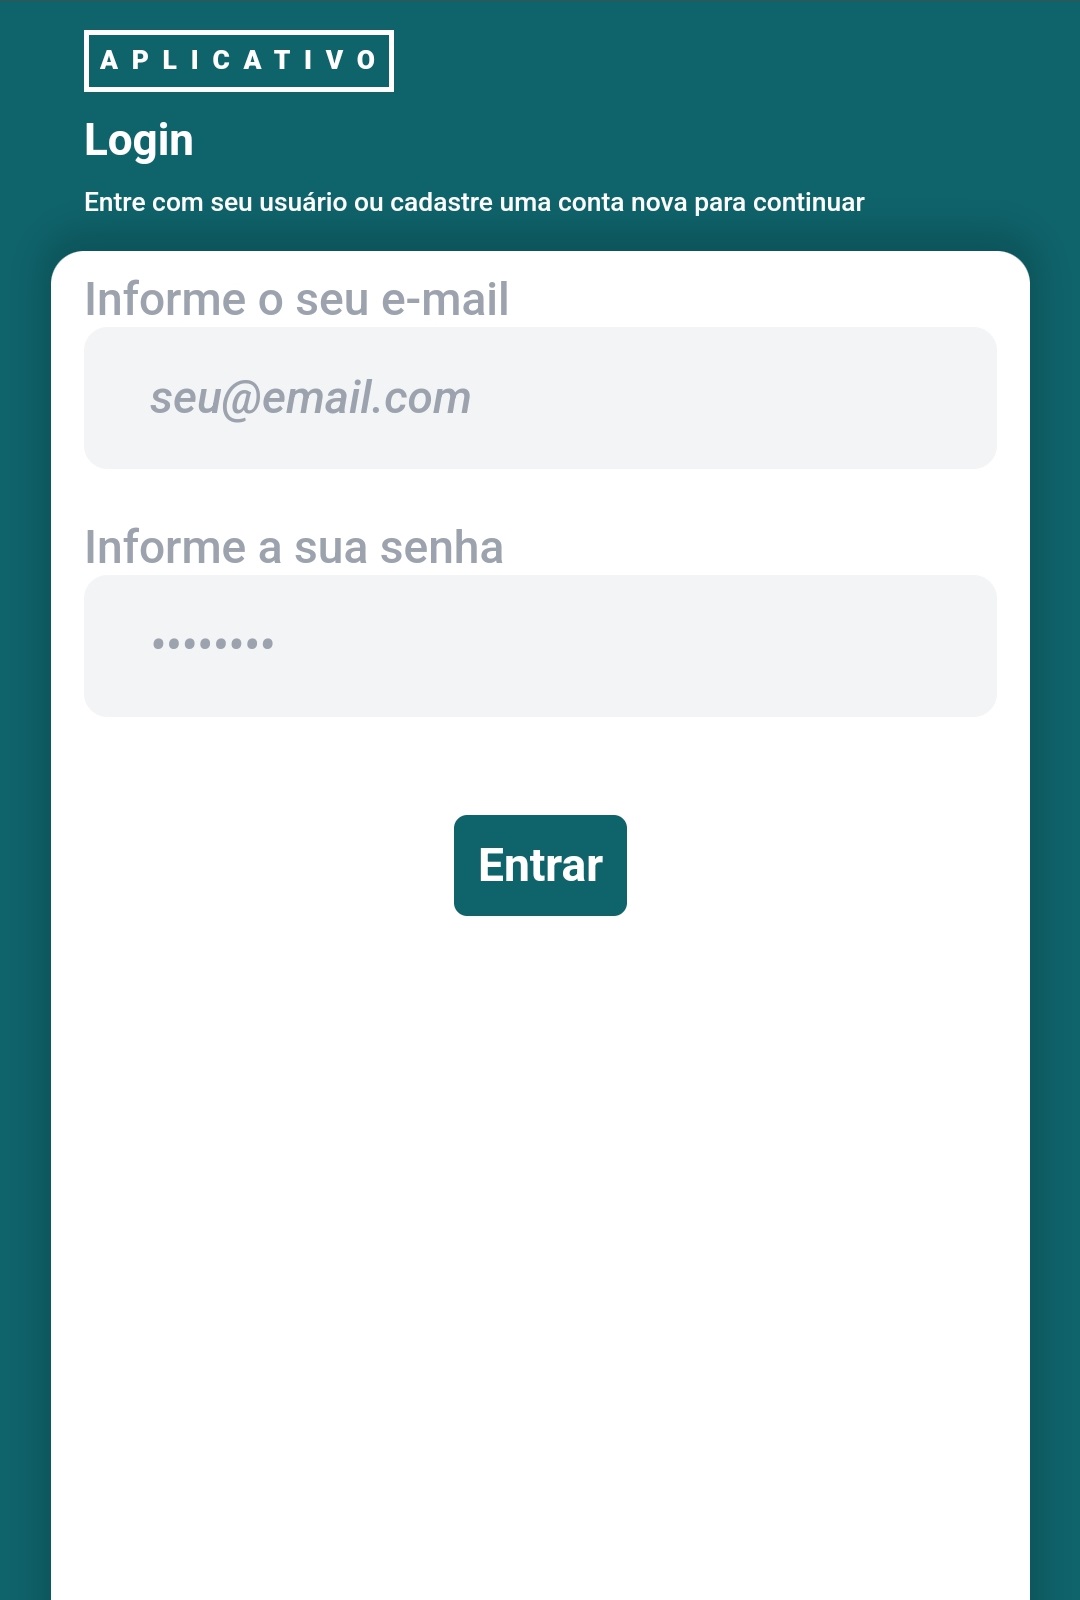 APLICATIVO
Login
Entre com seu usuário ou cadastre uma conta nova para continuar
Informe o seu e-mail
seu@email.com
Informe a sua senha
••••••••
Entrar